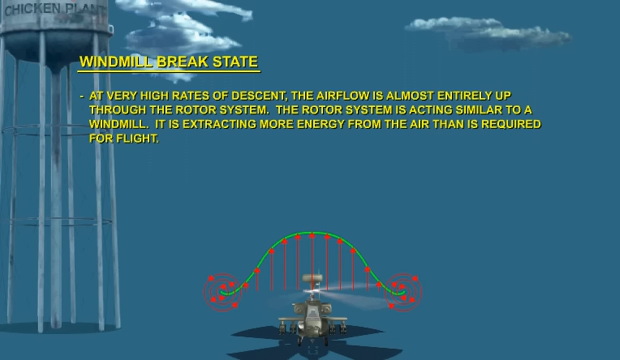 CHICKEN PLANT
WINDMILL BREAK STATE
- AT VERY HIGH RATES OF DESCENT, THE AIRFLOW IS ALMOST ENTIRELY UP
THROUGH THE ROTOR SYSTEM. THE ROTOR SYSTEM IS ACTING SIMILAR TO A
WINDMILL. IT IS EXTRACTING MORE ENERGY FROM THE AIR THAN IS REQUIRED
FOR FLIGHT.